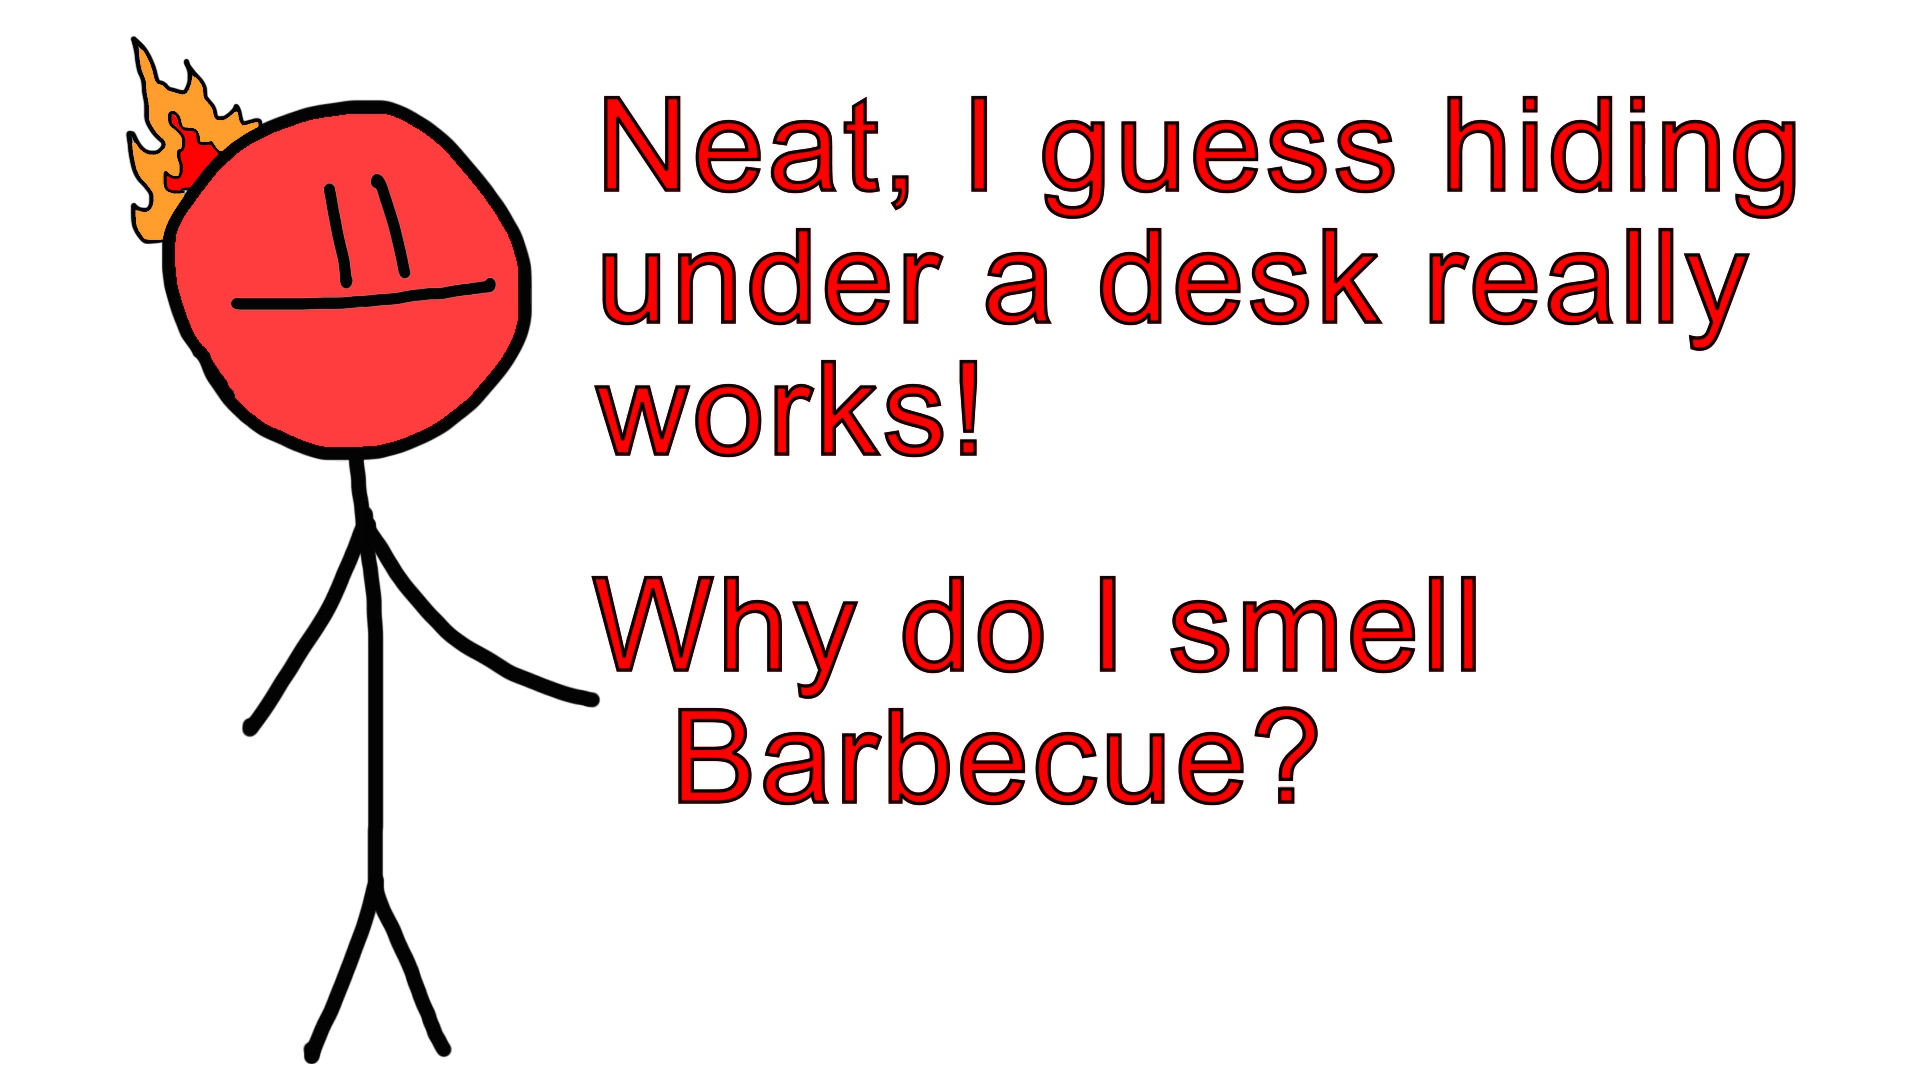 Neat, I guess hiding
under a desk really
works!
Why do I smell
Barbecue?